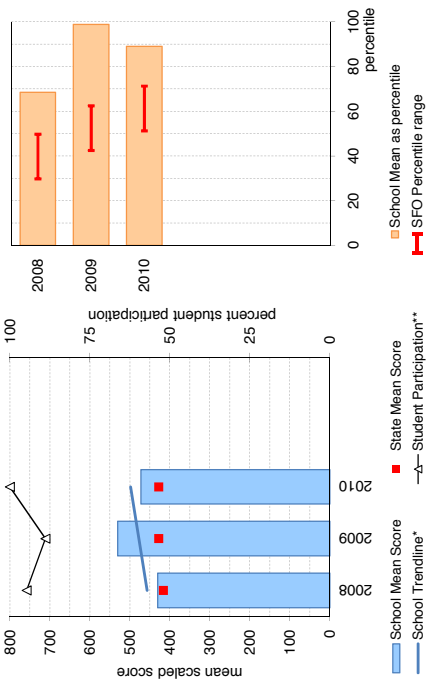 800
700
600
500
400
300
200
100
0
mean scaled score
100
75
50
25
0
percent student participation
2008
2009
2010
School Mean Score
State Mean Score
School Trendline*
Student Participation**
2008
2009
2010
0
20
40
60
80
100
percentile
School Mean as percentile
SFO Percentile range